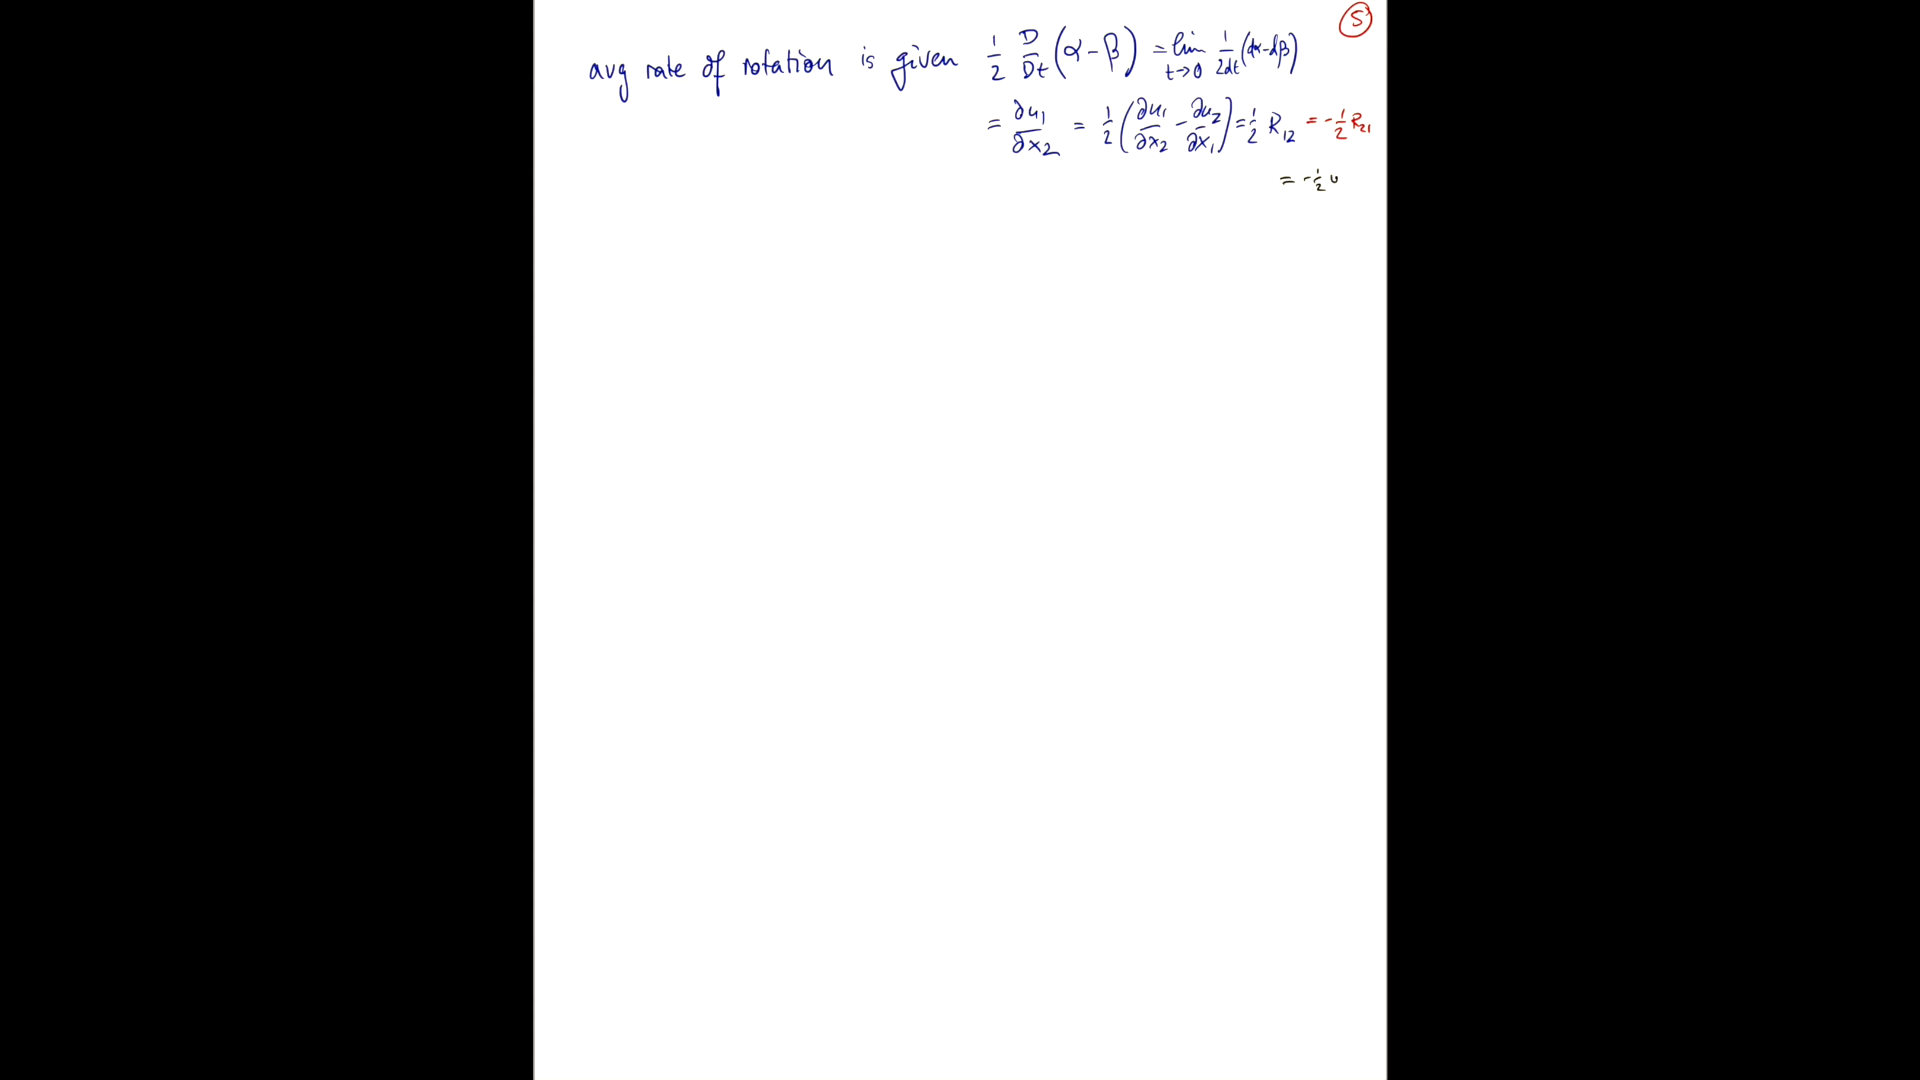 5
avg rate of rotation is given 1/2 D/Dt (α-β) = lim t→0 1/2dt (dα-dβ)
= ∂u1/∂x2 = 1/2 (∂u1/∂x2 - ∂u2/∂x1) = 1/2 R12 = -1/2 R21
= -1/2